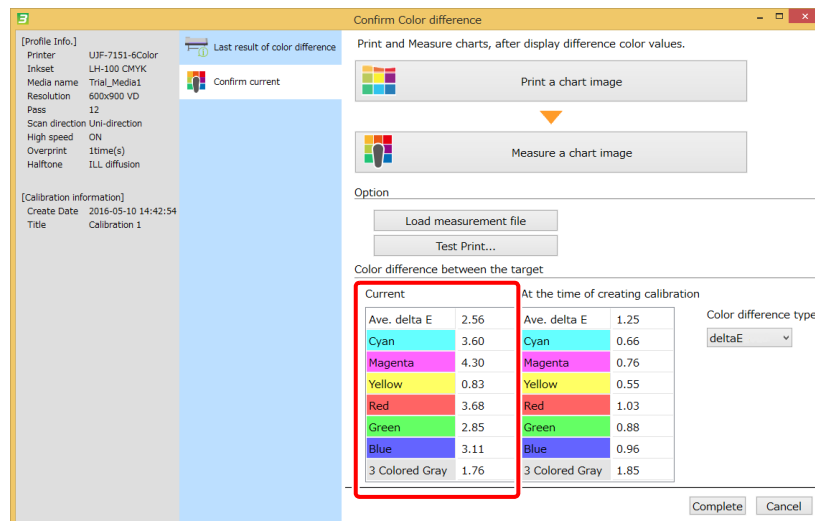 Confirm Color difference
[Profile Info.]
Printer UJF-7151-6Color
Inkset LH-100 CMYK
Media name Trial_Media1
Resolution 600x900 VD
Pass 12
Scan direction Uni-direction
High speed ON
Overprint 1time(s)
Halftone ILL diffusion
[Calibration information]
Create Date 2016-05-10 14:42:54
Title Calibration 1
Last result of color difference
Confirm current
Print and Measure charts, after display difference color values.
Print a chart image
Measure a chart image
Option
Load measurement file
Test Print...
Color difference between the target
Current
Ave. delta E 2.56
Cyan 3.60
Magenta 4.30
Yellow 0.83
Red 3.68
Green 2.85
Blue 3.11
3 Colored Gray 1.76
At the time of creating calibration
Ave. delta E 1.25
Cyan 0.66
Magenta 0.76
Yellow 0.55
Red 1.03
Green 0.88
Blue 0.96
3 Colored Gray 1.85
Color difference type
deltaE
Complete Cancel